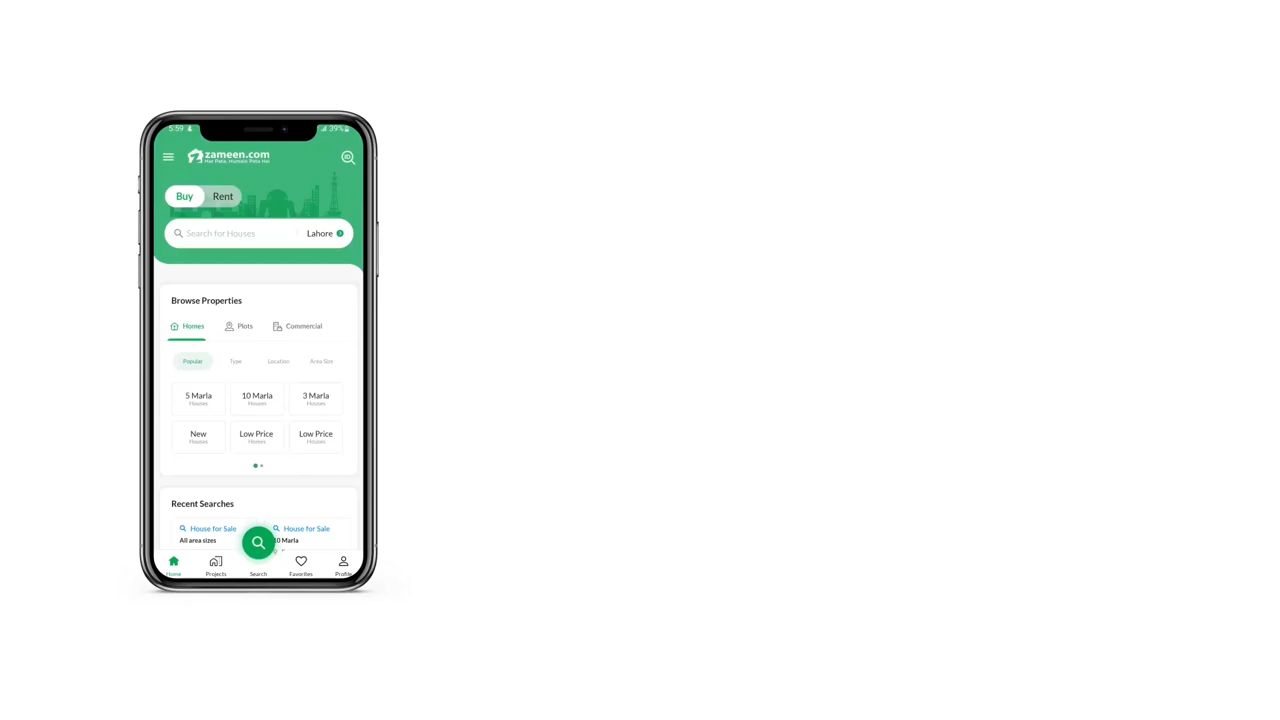 5:59 39%
zameen.com
Har Pata, Humain Pata Hai
ID
Buy Rent
Search for Houses Lahore
Browse Properties
Homes Plots Commercial
Popular Type Location Area Size
5 Marla 10 Marla 3 Marla
Houses Houses Houses
New Low Price Low Price
Houses Homes Houses
Recent Searches
House for Sale House for Sale
All area sizes 10 Marla
Home Projects Search Favorites Profile